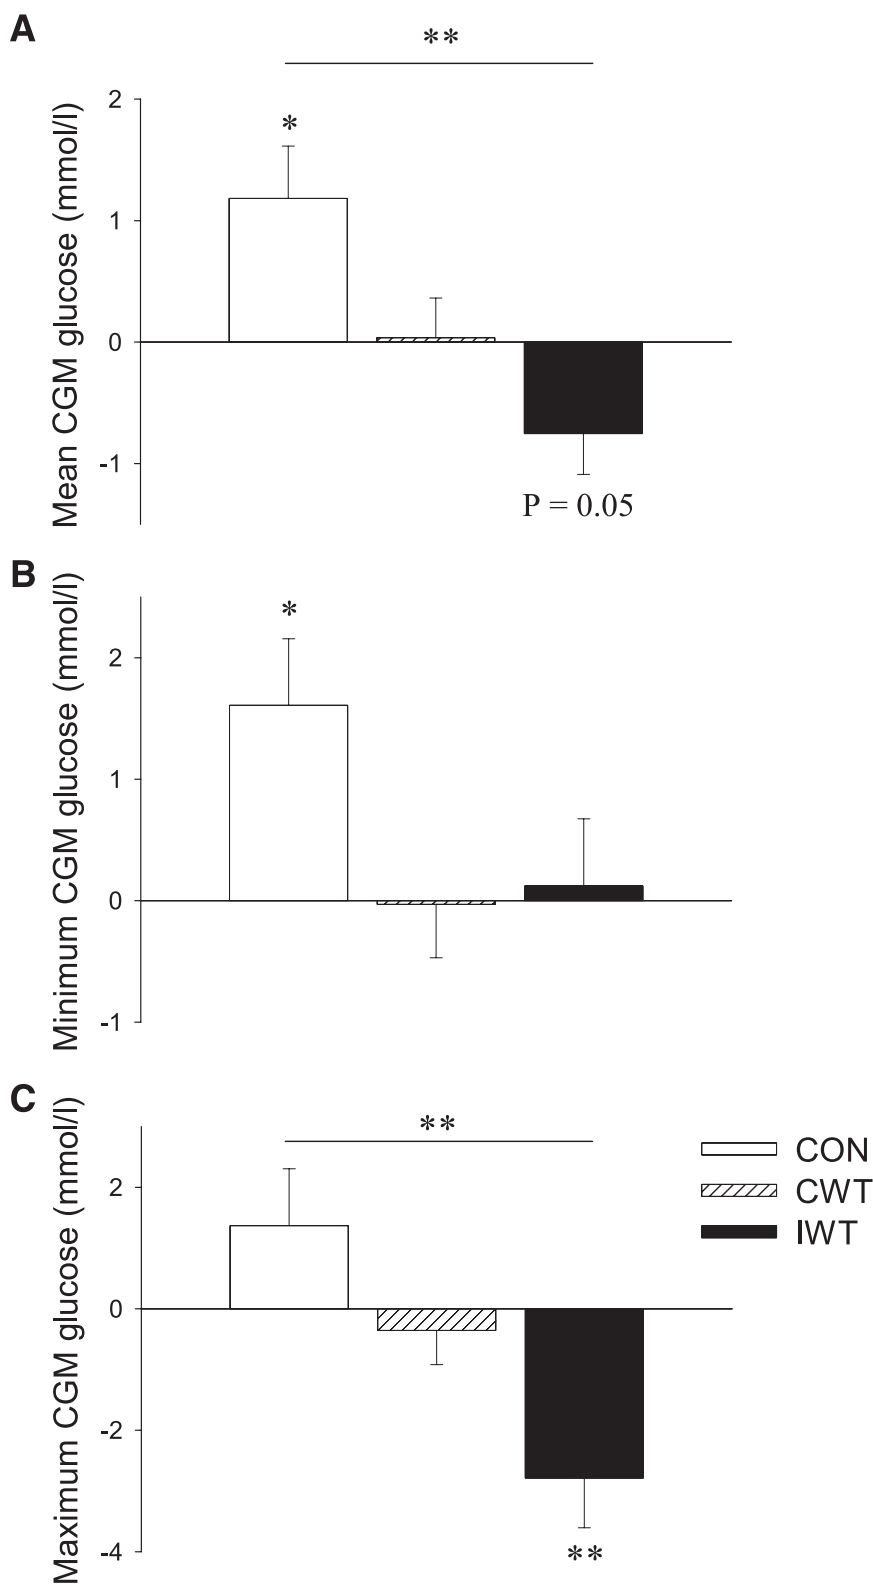 A
**
Mean CGM glucose (mmol/l)
2
*
1
0
-1
P = 0.05
B
Minimum CGM glucose (mmol/l)
*
2
1
0
-1
C
Maximum CGM glucose (mmol/l)
**
CON
2
CWT
IWT
0
-2
-4
**